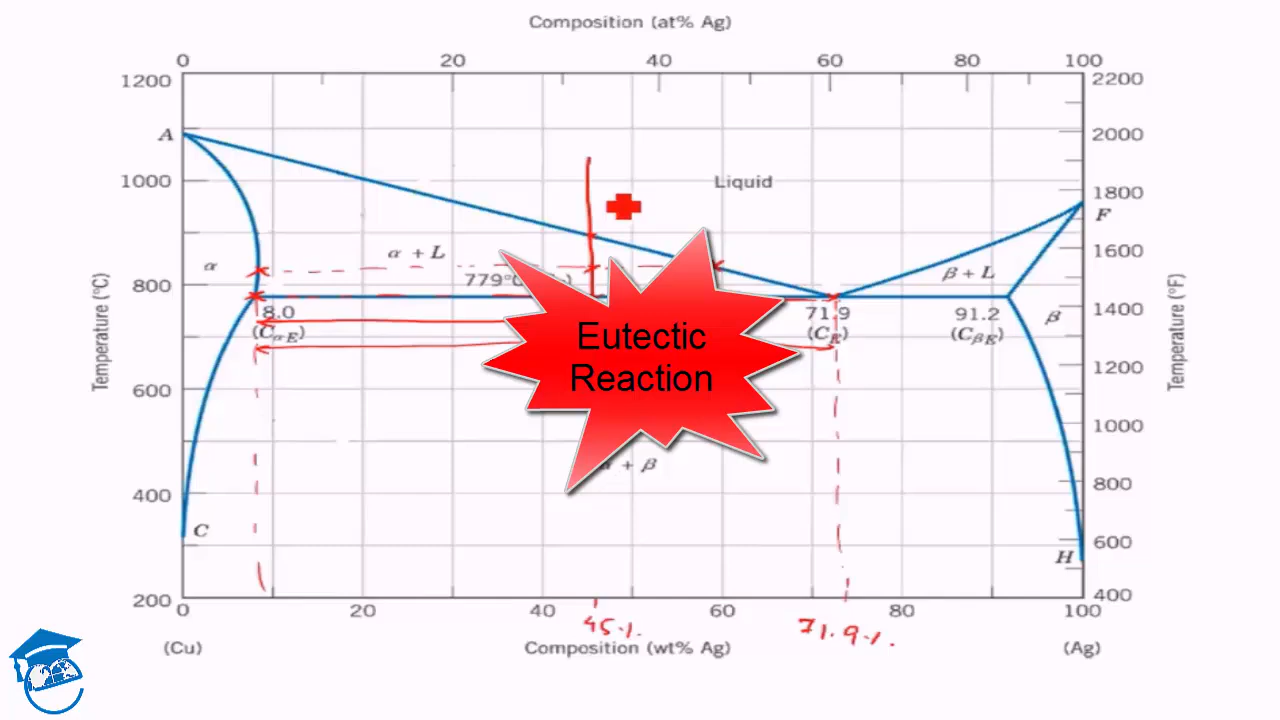 Composition (at% Ag)
0 20 40 60 80 100
1200 2200
A 2000
1000 Liquid 1800
F
α + L 1600
α β + L
800 779°C 1400
8.0 71.9 91.2 β
(CαE) (CE) (CβE)
Temperature (°C) Temperature (°F)
Eutectic
Reaction
1200
600
1000
α + β
400 800
C 600
H
200 400
0 20 40 60 80 100
45%. 71.9%.
(Cu) Composition (wt% Ag) (Ag)